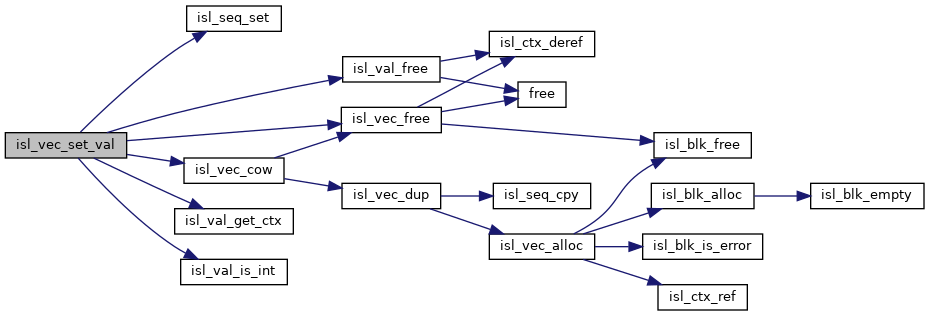 isl_seq_set
isl_ctx_deref
isl_val_free
free
isl_vec_free
isl_vec_set_val
isl_blk_free
isl_vec_cow
isl_vec_dup
isl_seq_cpy
isl_blk_alloc
isl_blk_empty
isl_val_get_ctx
isl_vec_alloc
isl_blk_is_error
isl_val_is_int
isl_ctx_ref